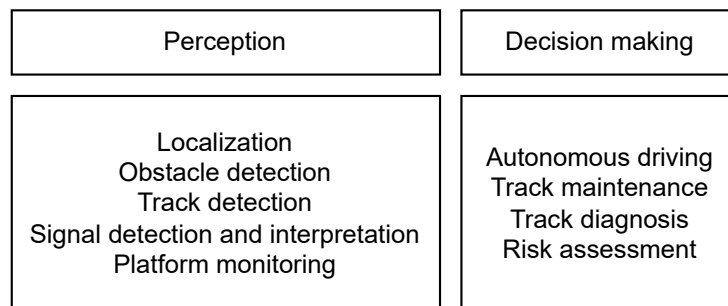 Perception
Decision making
Localization
Obstacle detection
Track detection
Signal detection and interpretation
Platform monitoring
Autonomous driving
Track maintenance
Track diagnosis
Risk assessment